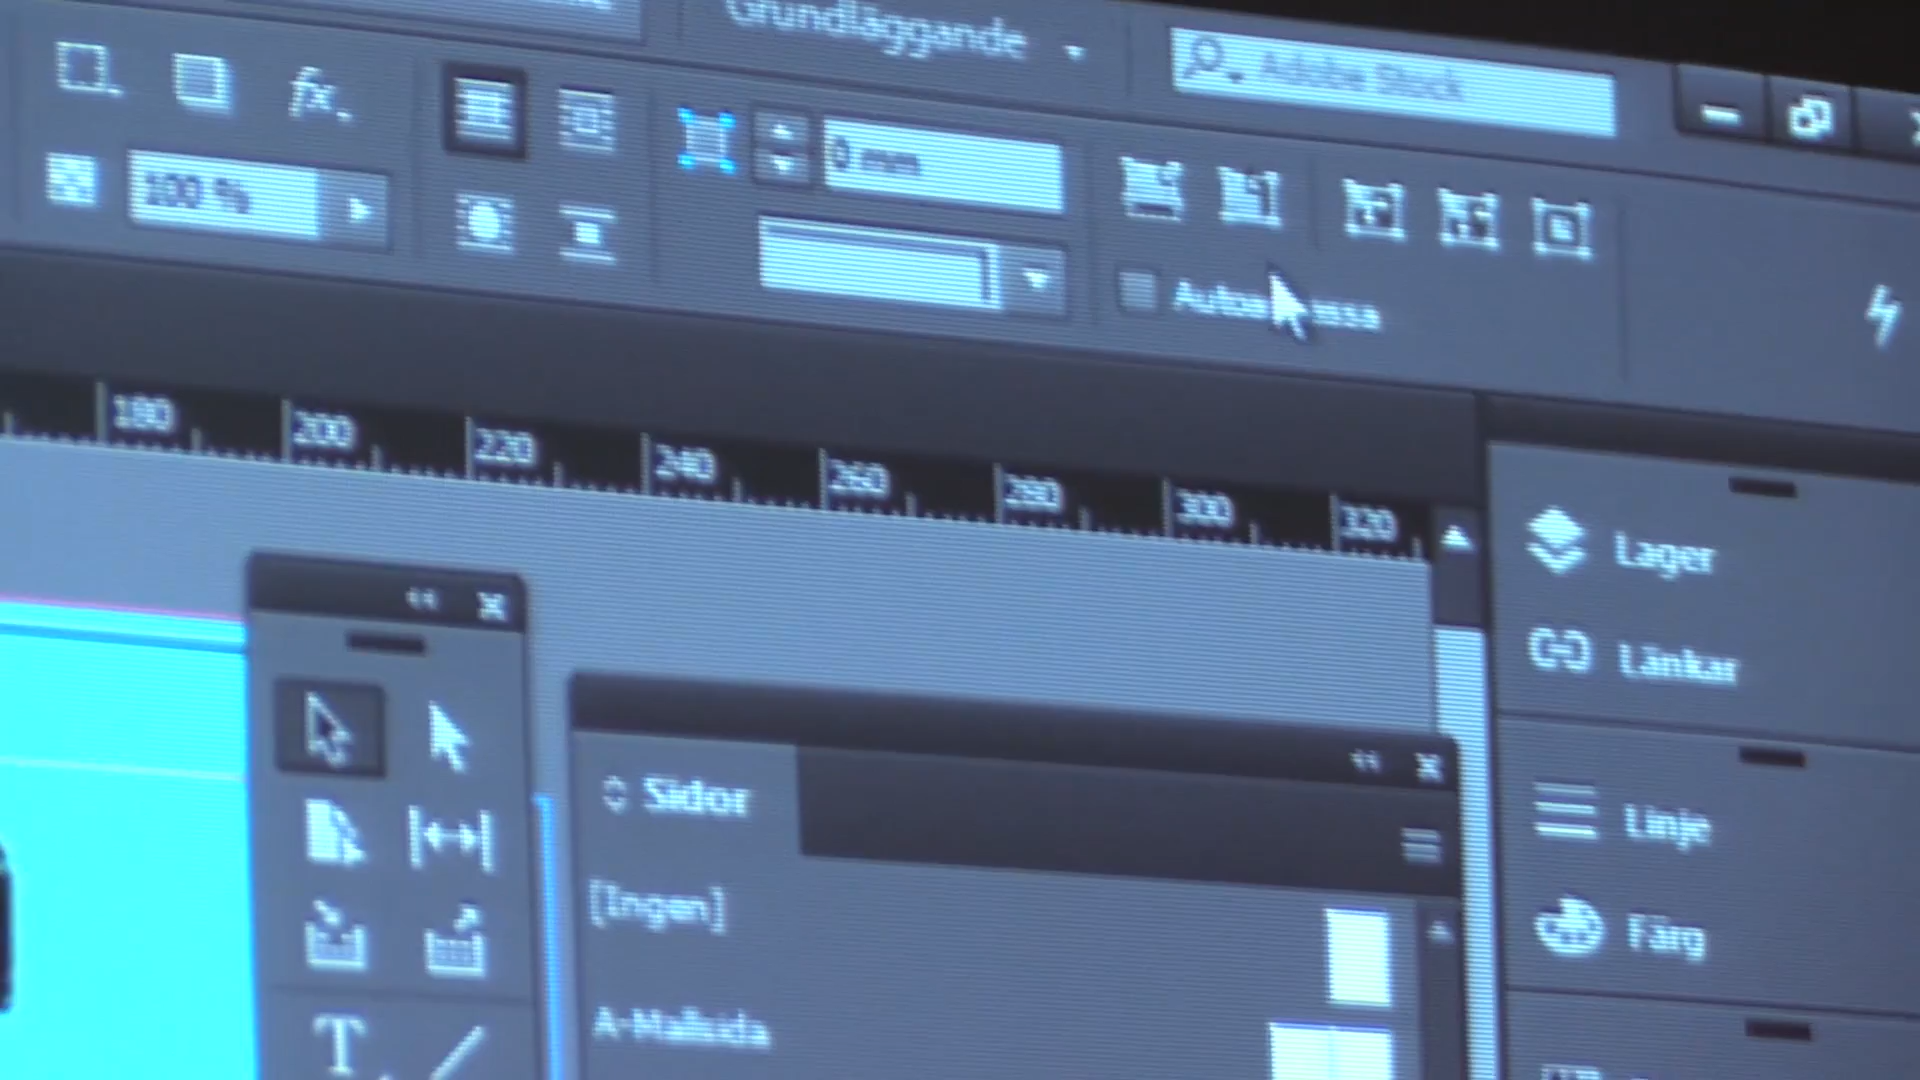 Grundläggande
Adobe Stock
fx
0 mm
100 %
180 200 220 240 260 280 300 320
Lager
Länkar
Sidor
Linje
[Ingen]
Färg
A-Mallsida
T